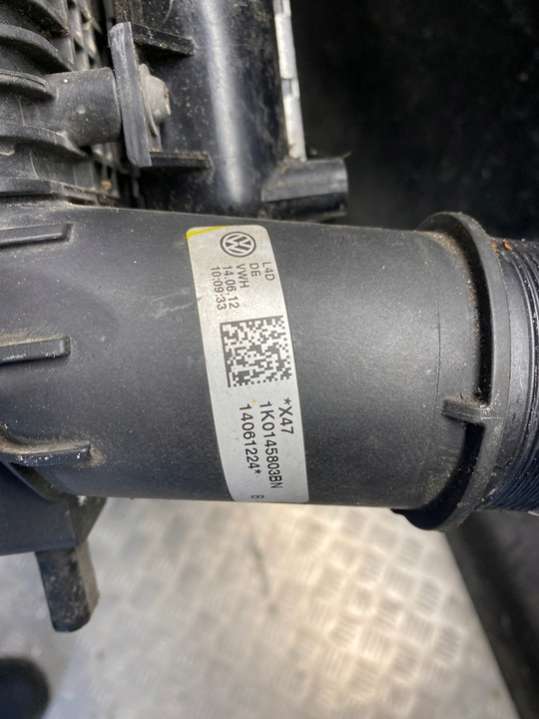 L4D
DE
VWH
14.06.12
10:09:33
*X47
1K0145803BN
14061224*